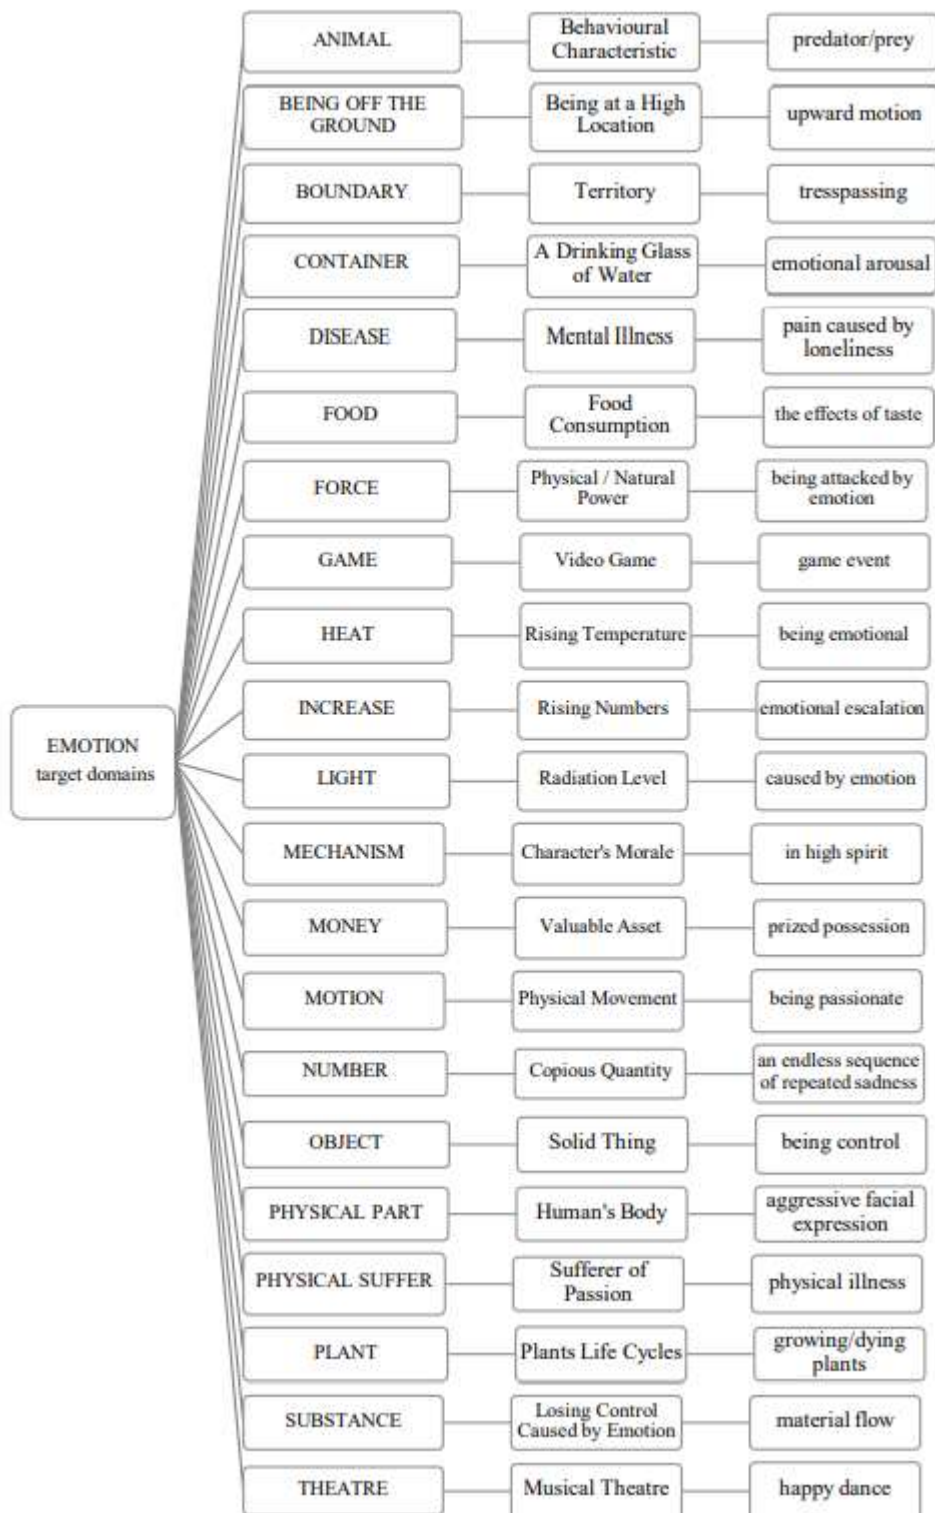 ANIMAL
Behavioural
Characteristic
predator/prey
BEING OFF THE
GROUND
Being at a High
Location
upward motion
BOUNDARY
Territory
tresspassing
CONTAINER
A Drinking Glass
of Water
emotional arousal
DISEASE
Mental Illness
pain caused by
loneliness
FOOD
Food
Consumption
the effects of taste
FORCE
Physical / Natural
Power
being attacked by
emotion
GAME
Video Game
game event
HEAT
Rising Temperature
being emotional
INCREASE
Rising Numbers
emotional escalation
EMOTION
target domains
LIGHT
Radiation Level
caused by emotion
MECHANISM
Character's Morale
in high spirit
MONEY
Valuable Asset
prized possession
MOTION
Physical Movement
being passionate
NUMBER
Copious Quantity
an endless sequence
of repeated sadness
OBJECT
Solid Thing
being control
PHYSICAL PART
Human's Body
aggressive facial
expression
PHYSICAL SUFFER
Sufferer of
Passion
physical illness
PLANT
Plants Life Cycles
growing/dying
plants
SUBSTANCE
Losing Control
Caused by Emotion
material flow
THEATRE
Musical Theatre
happy dance